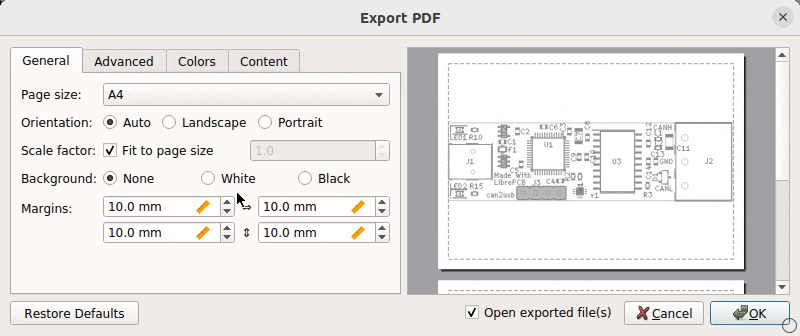 Export PDF
General Advanced Colors Content
Page size: A4
Orientation: Auto Landscape Portrait
Scale factor: Fit to page size 1.0
Background: None White Black
Margins: 10.0 mm 10.0 mm
10.0 mm 10.0 mm
LED1 R10
C2
C6
C8
C12
CANH
C1
F1
U1
J1
U3
C11
J2
C13
GND
C5
Made With
LibrePCB
J3
C4
CANL
LED2 R15
can2usb
v1
R3
Restore Defaults Open exported file(s) Cancel OK